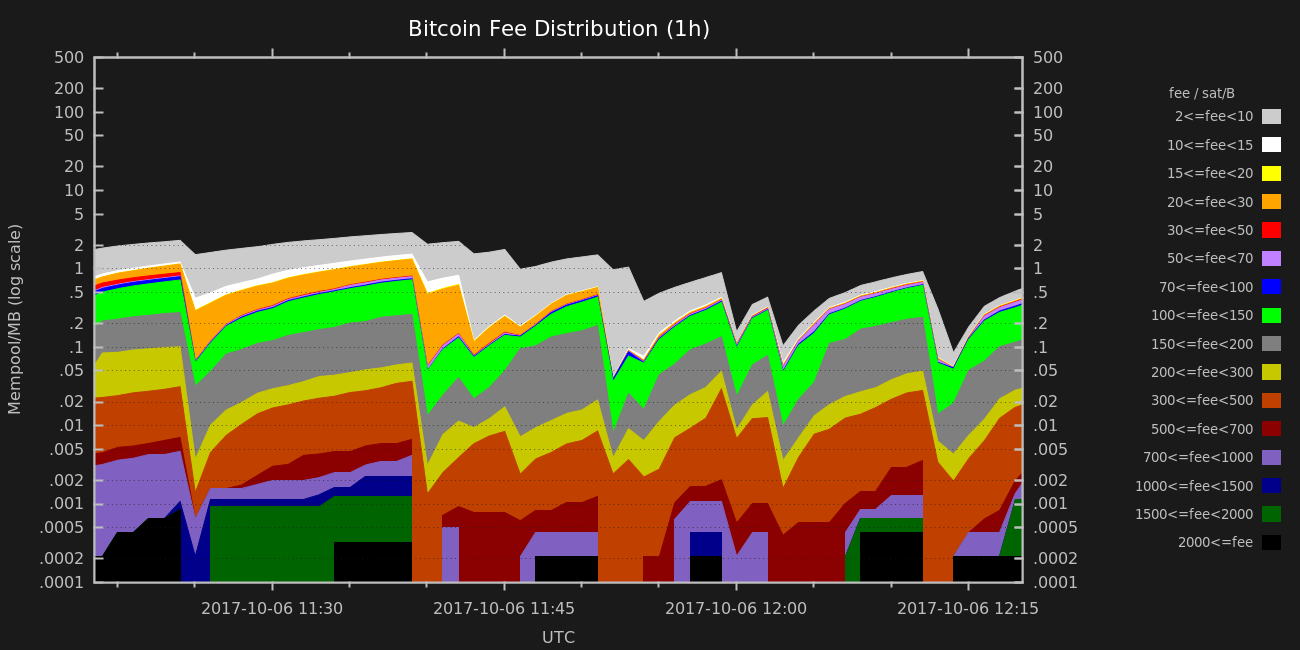 Bitcoin Fee Distribution (1h)
Mempool/MB (log scale)
500
200
100
50
20
10
5
2
1
.5
.2
.1
.05
.02
.01
.005
.002
.001
.0005
.0002
.0001
500
200
100
50
20
10
5
2
1
.5
.2
.1
.05
.02
.01
.005
.002
.001
.0005
.0002
.0001
2017-10-06 11:30
2017-10-06 11:45
2017-10-06 12:00
2017-10-06 12:15
UTC
fee / sat/B
2<=fee<10
10<=fee<15
15<=fee<20
20<=fee<30
30<=fee<50
50<=fee<70
70<=fee<100
100<=fee<150
150<=fee<200
200<=fee<300
300<=fee<500
500<=fee<700
700<=fee<1000
1000<=fee<1500
1500<=fee<2000
2000<=fee